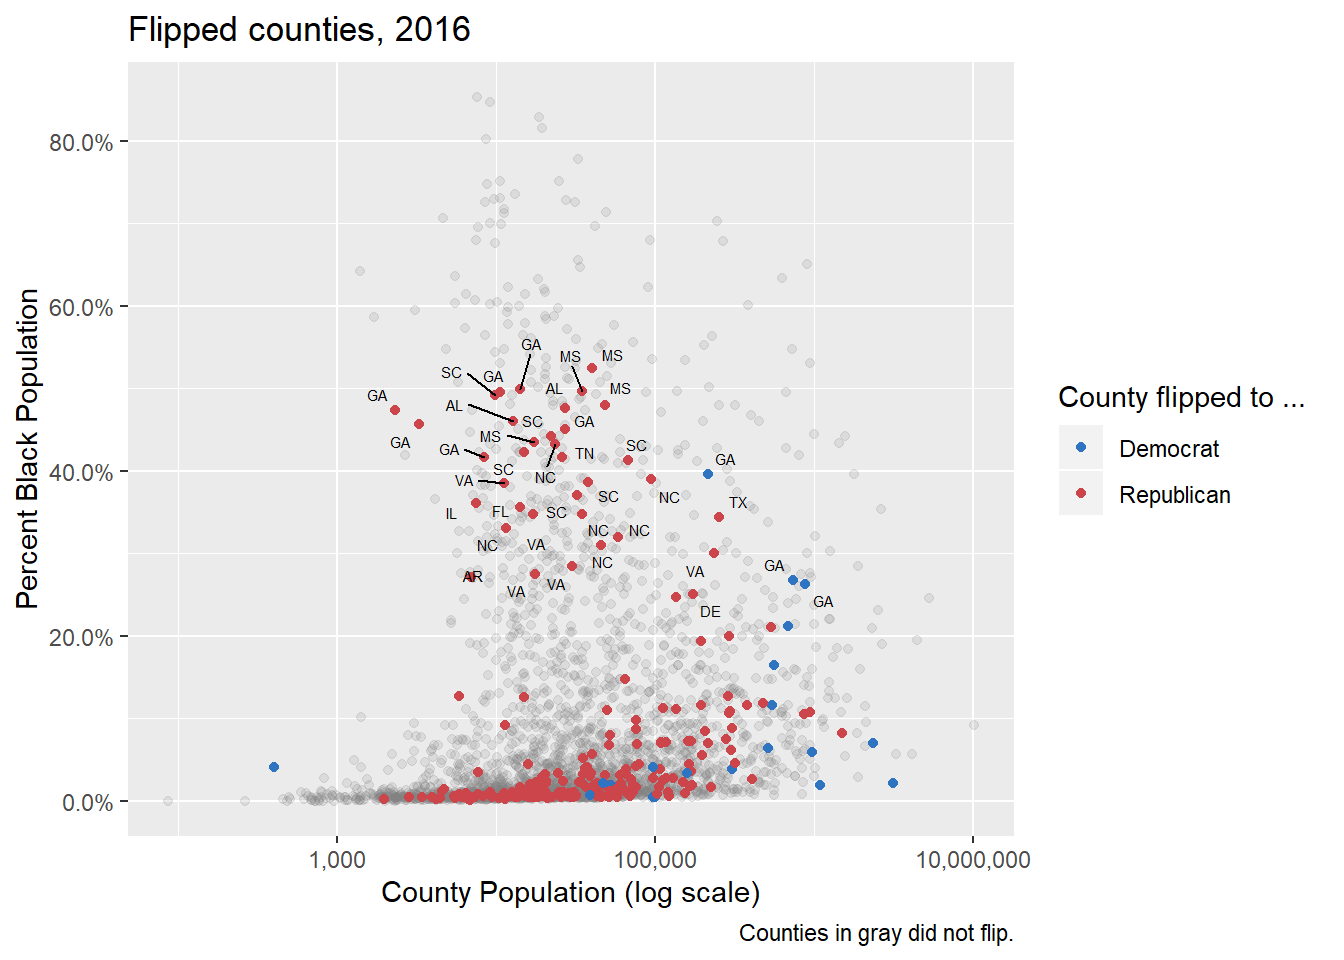 Flipped counties, 2016
Percent Black Population
80.0%
60.0%
40.0%
20.0%
0.0%
GA
MS
MS
SC
GA
GA
AL
MS
AL
SC
GA
MS
GA
GA
SC
TN
SC
GA
VA
NC
SC
NC
TX
IL
FL
SC
NC
NC
NC
VA
NC
GA
VA
AR
VA
VA
GA
DE
1,000
100,000
10,000,000
County Population (log scale)
Counties in gray did not flip.
County flipped to ...
Democrat
Republican